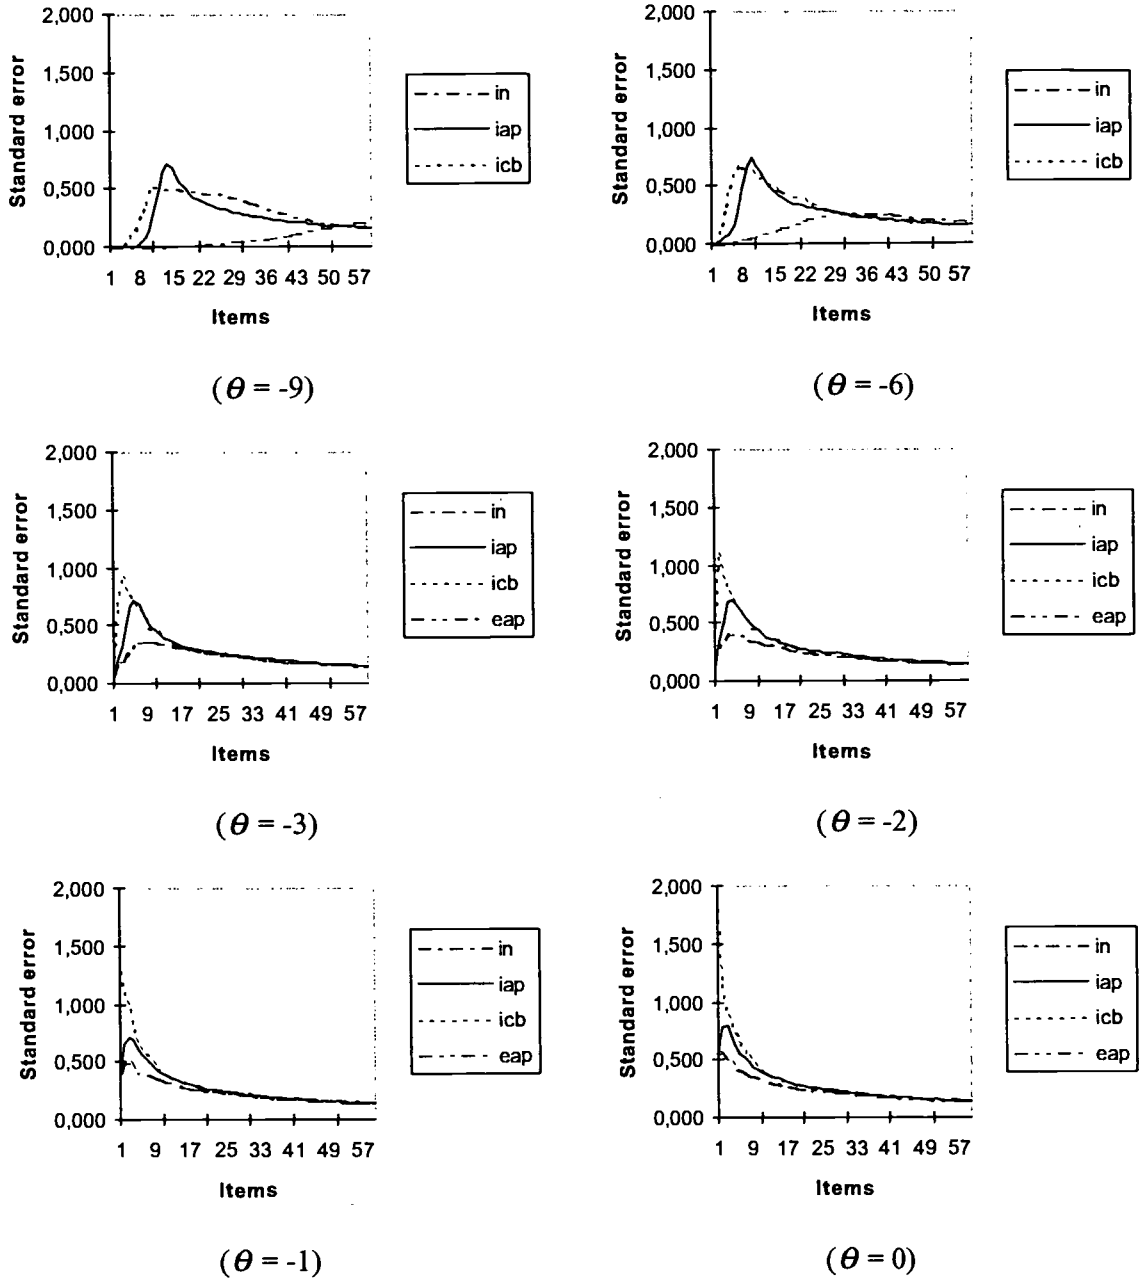 2,000
1,500
1,000
0,500
0,000
Standard error
1 8 15 22 29 36 43 50 57
Items
in
iap
icb
(θ = -9)
2,000
1,500
1,000
0,500
0,000
Standard error
1 8 15 22 29 36 43 50 57
Items
in
iap
icb
(θ = -6)
2,000
1,500
1,000
0,500
0,000
Standard error
1 9 17 25 33 41 49 57
Items
in
iap
icb
eap
(θ = -3)
2,000
1,500
1,000
0,500
0,000
Standard error
1 9 17 25 33 41 49 57
Items
in
iap
icb
eap
(θ = -2)
2,000
1,500
1,000
0,500
0,000
Standard error
1 9 17 25 33 41 49 57
Items
in
iap
icb
eap
(θ = -1)
2,000
1,500
1,000
0,500
0,000
Standard error
1 9 17 25 33 41 49 57
Items
in
iap
icb
eap
(θ = 0)